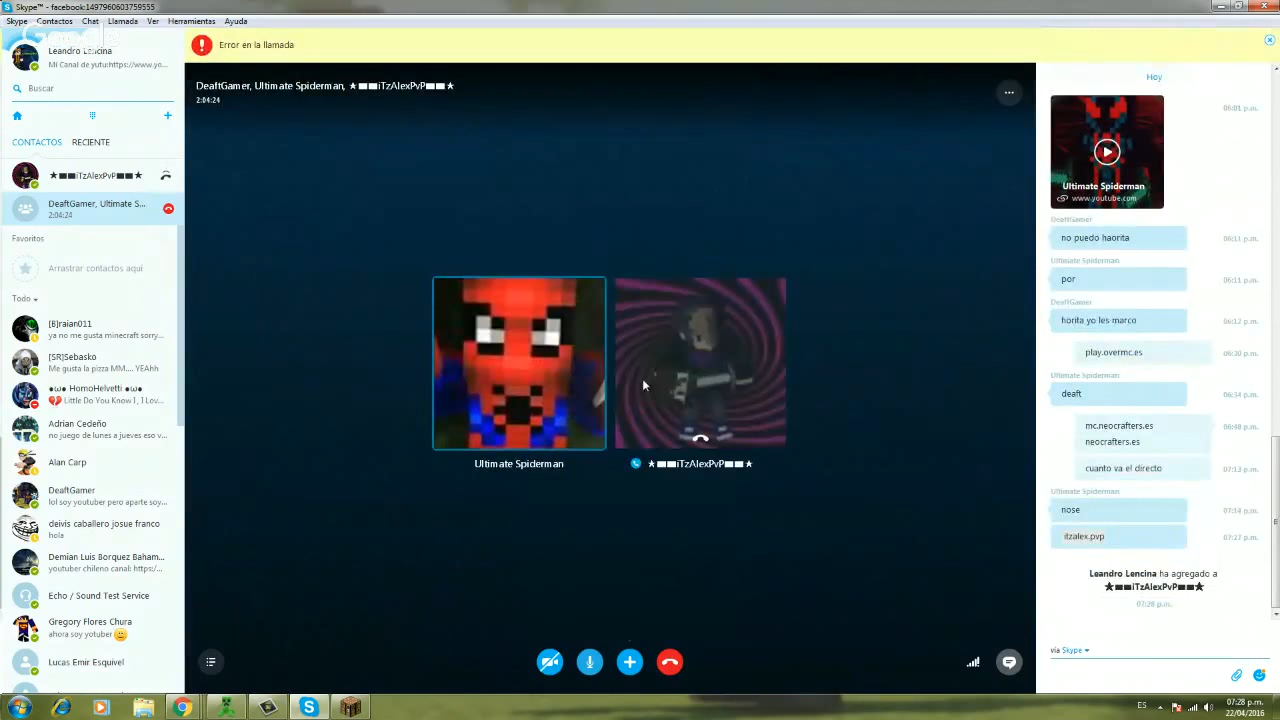 Skype™ - facebook:1497960603759555
Skype Contactos Chat Llamada Ver Herramientas Ayuda
Leandro Lencina
Mi Canal de yutu:https://www.yo...
Buscar
CONTACTOS RECIENTE
★■■iTzAlexPvP■■★
DeaftGamer, Ultimate S...
2:04:24
Favoritos
Arrastrar contactos aquí
Todo
[B]raian011
ya no me gusta minecraft sorry...
[SR]Sebasko
Me gusta la pizza MM.... YEAhh
●ω● HomoHelvetti ●ω●
💔 Little Do You Know I, I Lov...
Adrian Cedeño
no juego de lunes a jueves eso v...
Alan Carp
DeaftGamer
lol soy youtuber pero aparte soy...
deivis caballero josue franco
hola
Demian Luis Borquez Baham...
youtuber chileno canal: https:/...
Echo / Sound Test Service
Gregory Flores Chura
ahora soy yotuber
Lucas Emir Esquivel
Error en la llamada
DeaftGamer, Ultimate Spiderman, ★■■iTzAlexPvP■■★
2:04:24
Ultimate Spiderman
★■■iTzAlexPvP■■★
Hoy
06:01 p.m.
Ultimate Spiderman
www.youtube.com
DeaftGamer
no puedo haorita 06:11 p.m.
Ultimate Spiderman
por 06:11 p.m.
DeaftGamer
horita yo les marco 06:12 p.m.
play.overmc.es 06:30 p.m.
Ultimate Spiderman
deaft 06:34 p.m.
mc.neocrafters.es 06:48 p.m.
neocrafters.es
cuanto va el directo 07:13 p.m.
Ultimate Spiderman
nose 07:14 p.m.
itzalex.pvp 07:27 p.m.
Leandro Lencina ha agregado a
★■■iTzAlexPvP■■★
07:28 p.m.
vía Skype
ES
07:28 p.m.
22/04/2016